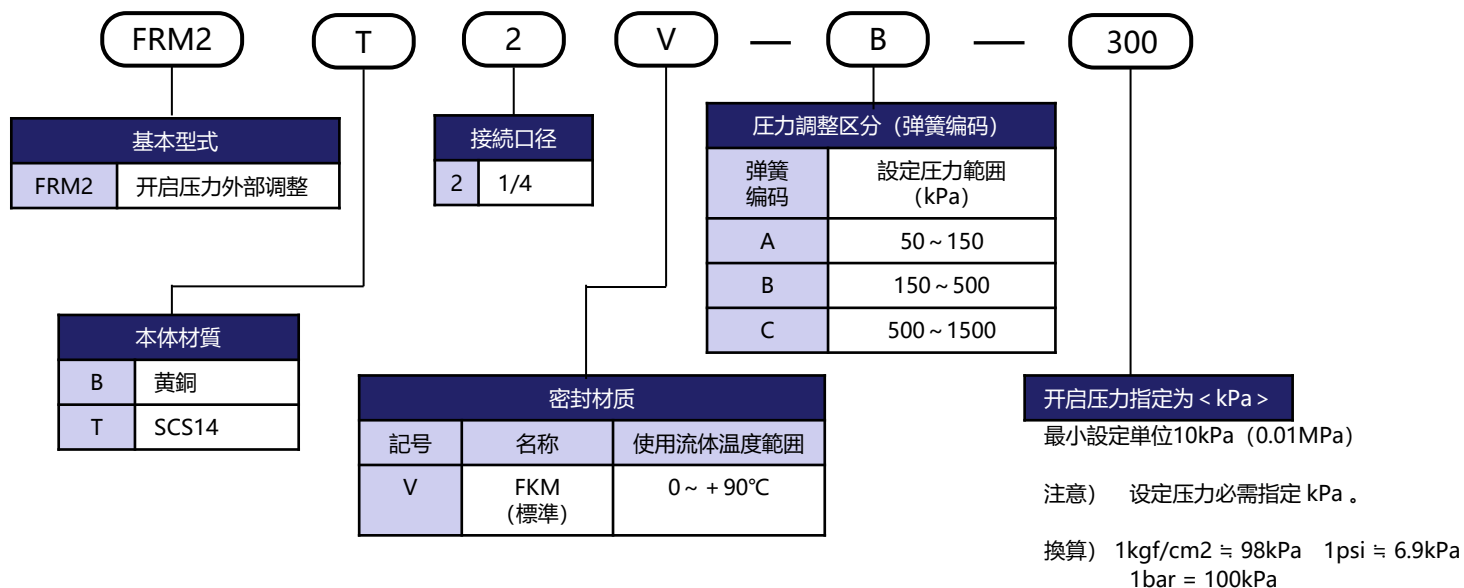 FRM2 T 2 V — B — 300
基本型式
FRM2 开启压力外部调整
接続口径
2 1/4
圧力調整区分（弹簧编码）
弹簧 設定圧力範囲
编码 （kPa）
A 50～150
B 150～500
C 500～1500
本体材質
B 黄銅
T SCS14
密封材质
記号 名称 使用流体温度範囲
V FKM 0～＋90℃
(標準)
开启压力指定为＜kPa＞
最小設定単位10kPa（0.01MPa）
注意） 设定压力必需指定 kPa 。
換算） 1kgf/cm2 ≒ 98kPa 1psi ≒ 6.9kPa
1bar = 100kPa